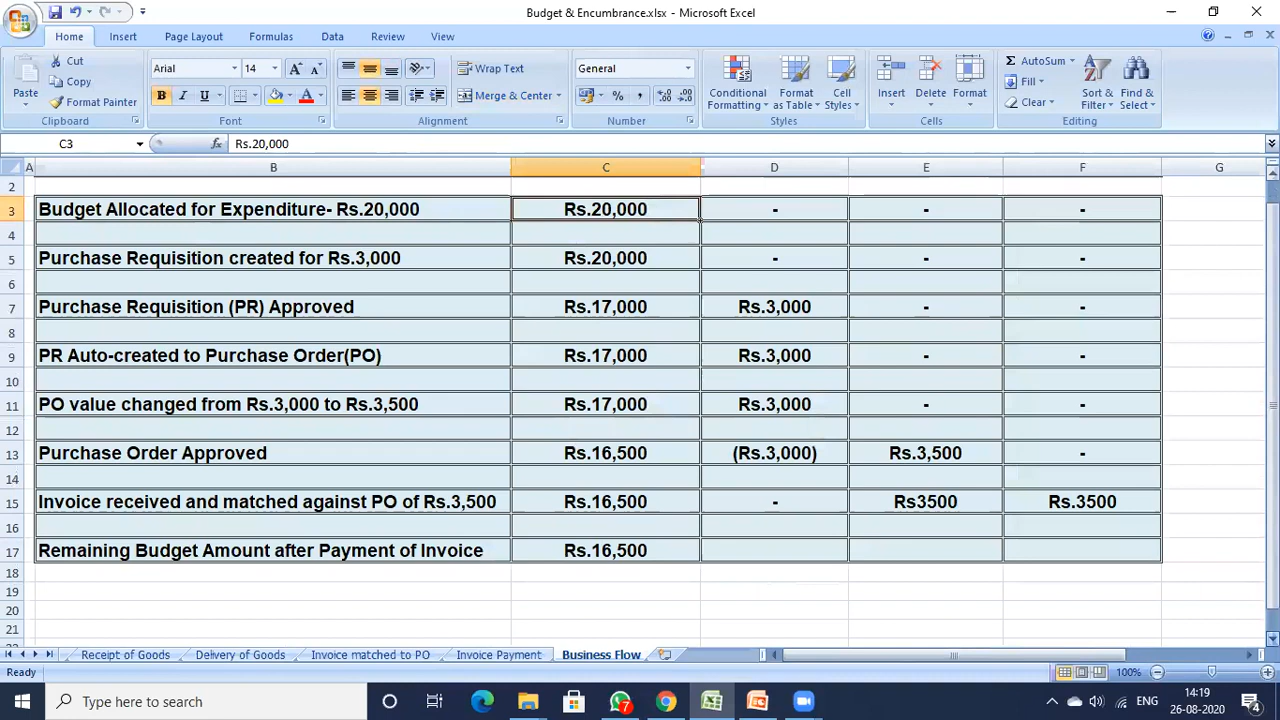 Budget & Encumbrance.xlsx - Microsoft Excel
Home Insert Page Layout Formulas Data Review View
Cut
Copy
Format Painter
Paste
Clipboard
Arial 14
B I U
Font
Wrap Text
Merge & Center
Alignment
General
Number
Conditional Formatting
Format as Table
Cell Styles
Styles
Insert Delete Format
Cells
AutoSum
Fill
Clear
Sort & Filter
Find & Select
Editing
C3 fx Rs.20,000
A B C D E F G
2
3 Budget Allocated for Expenditure- Rs.20,000 Rs.20,000 - - -
4
5 Purchase Requisition created for Rs.3,000 Rs.20,000 - - -
6
7 Purchase Requisition (PR) Approved Rs.17,000 Rs.3,000 - -
8
9 PR Auto-created to Purchase Order(PO) Rs.17,000 Rs.3,000 - -
10
11 PO value changed from Rs.3,000 to Rs.3,500 Rs.17,000 Rs.3,000 - -
12
13 Purchase Order Approved Rs.16,500 (Rs.3,000) Rs.3,500 -
14
15 Invoice received and matched against PO of Rs.3,500 Rs.16,500 - Rs3500 Rs.3500
16
17 Remaining Budget Amount after Payment of Invoice Rs.16,500
18
19
20
21
Receipt of Goods Delivery of Goods Invoice matched to PO Invoice Payment Business Flow
Ready 100%
Type here to search
7
ENG
14:19
26-08-2020
4